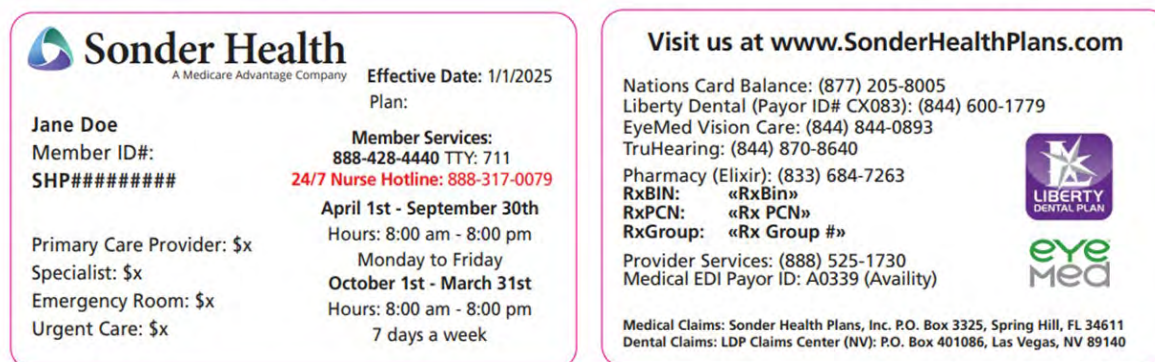 Sonder Health
A Medicare Advantage Company
Effective Date: 1/1/2025
Plan:
Jane Doe
Member ID#:
SHP#########
Member Services:
888-428-4440 TTY: 711
24/7 Nurse Hotline: 888-317-0079
April 1st - September 30th
Hours: 8:00 am - 8:00 pm
Monday to Friday
October 1st - March 31st
Hours: 8:00 am - 8:00 pm
7 days a week
Primary Care Provider: $x
Specialist: $x
Emergency Room: $x
Urgent Care: $x
Visit us at www.SonderHealthPlans.com
Nations Card Balance: (877) 205-8005
Liberty Dental (Payor ID# CX083): (844) 600-1779
EyeMed Vision Care: (844) 844-0893
TruHearing: (844) 870-8640
Pharmacy (Elixir): (833) 684-7263
RxBIN: «RxBin»
RxPCN: «Rx PCN»
RxGroup: «Rx Group #»
Provider Services: (888) 525-1730
Medical EDI Payor ID: A0339 (Availity)
L
LIBERTY
DENTAL PLAN
eye
Med
Medical Claims: Sonder Health Plans, Inc. P.O. Box 3325, Spring Hill, FL 34611
Dental Claims: LDP Claims Center (NV): P.O. Box 401086, Las Vegas, NV 89140